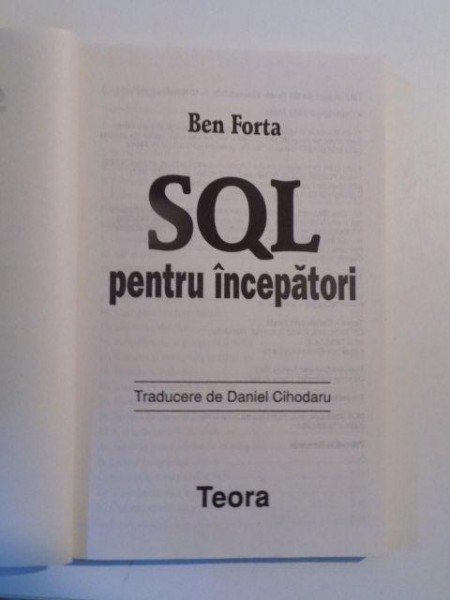 Ben Forta
SQL
pentru începători
Traducere de Daniel Cihodaru
Teora